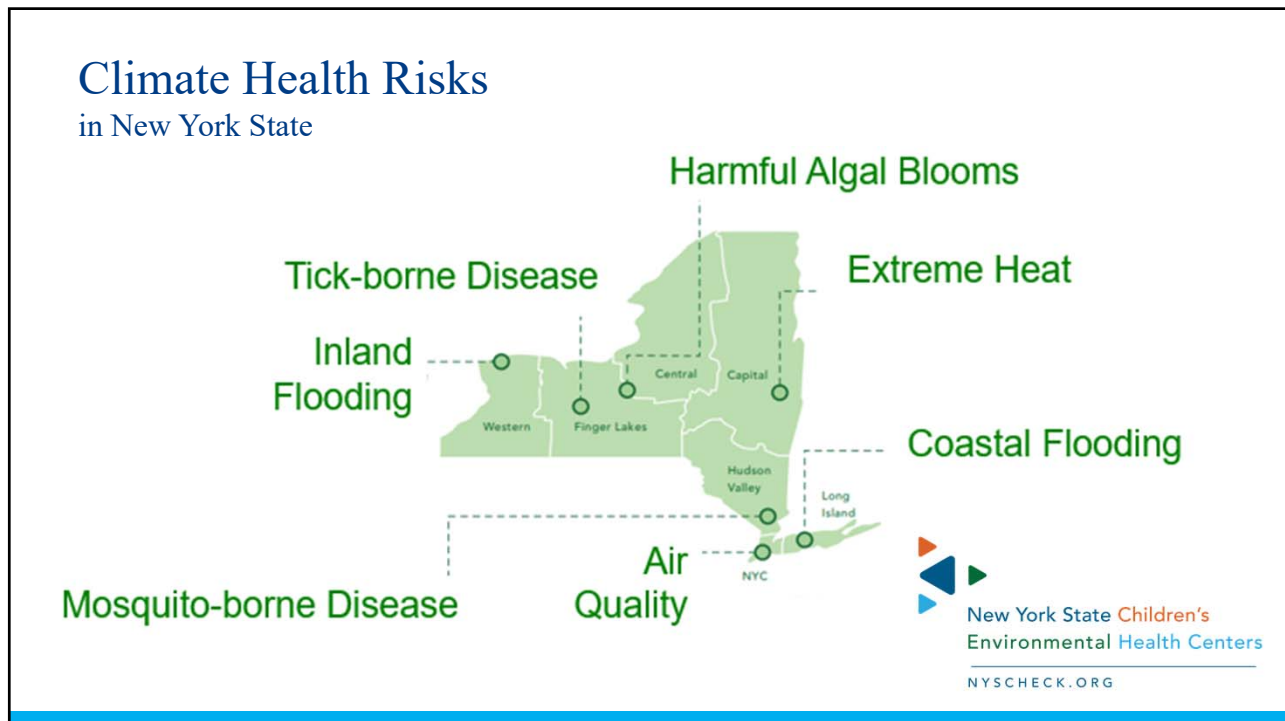 Climate Health Risks
in New York State
Harmful Algal Blooms
Tick-borne Disease
Extreme Heat
Inland
Flooding
Central
Capital
Western
Finger Lakes
Coastal Flooding
Hudson
Valley
Long
Island
Air
Quality
NYC
Mosquito-borne Disease
New York State Children's
Environmental Health Centers
NYSCHECK.ORG